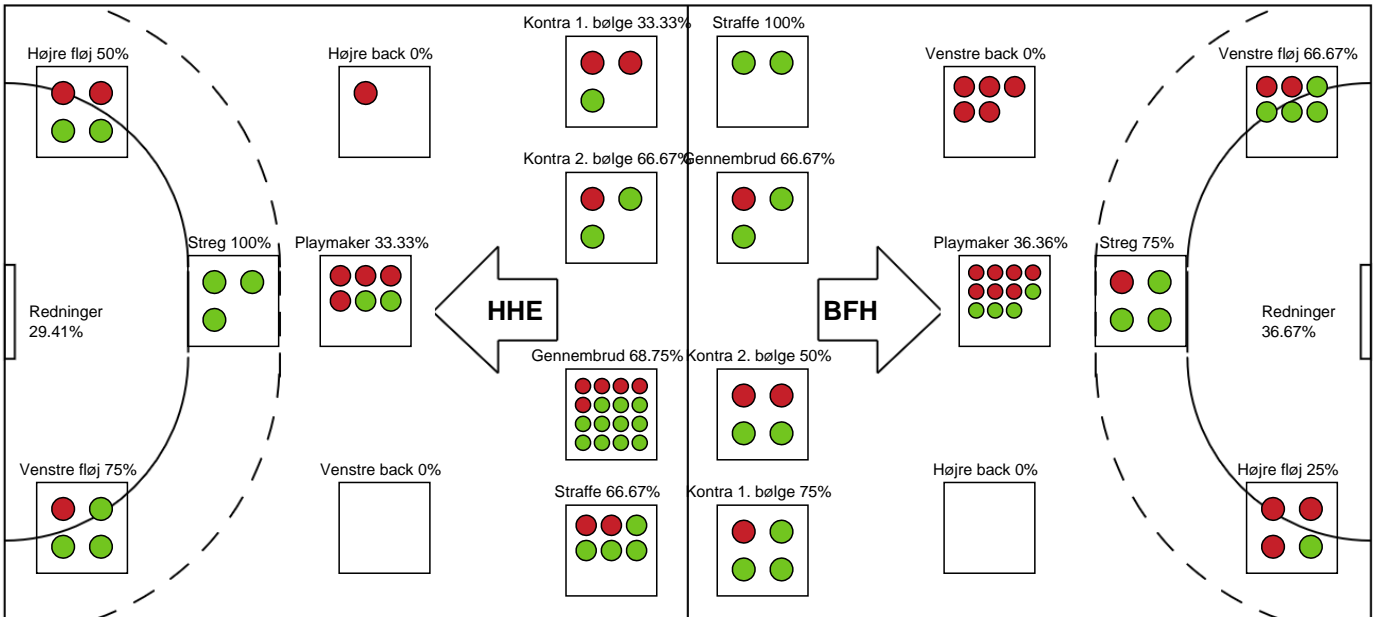 Kontra 1. bølge 33.33%
Straffe 100%
Højre fløj 50%
Højre back 0%
Venstre back 0%
Venstre fløj 66.67%
Kontra 2. bølge 66.67%
Gennembrud 66.67%
Streg 100%
Playmaker 33.33%
Playmaker 36.36%
Streg 75%
Redninger
29.41%
HHE
BFH
Redninger
36.67%
Gennembrud 68.75%
Kontra 2. bølge 50%
Venstre fløj 75%
Venstre back 0%
Højre back 0%
Højre fløj 25%
Straffe 66.67%
Kontra 1. bølge 75%